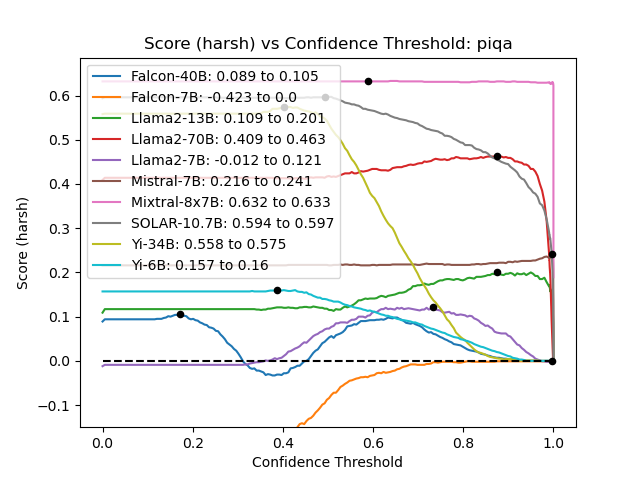 Score (harsh) vs Confidence Threshold: piqa
Falcon-40B: 0.089 to 0.105
Falcon-7B: -0.423 to 0.0
Llama2-13B: 0.109 to 0.201
Llama2-70B: 0.409 to 0.463
Llama2-7B: -0.012 to 0.121
Mistral-7B: 0.216 to 0.241
Mixtral-8x7B: 0.632 to 0.633
SOLAR-10.7B: 0.594 to 0.597
Yi-34B: 0.558 to 0.575
Yi-6B: 0.157 to 0.16
Score (harsh)
0.6
0.5
0.4
0.3
0.2
0.1
0.0
−0.1
0.0 0.2 0.4 0.6 0.8 1.0
Confidence Threshold